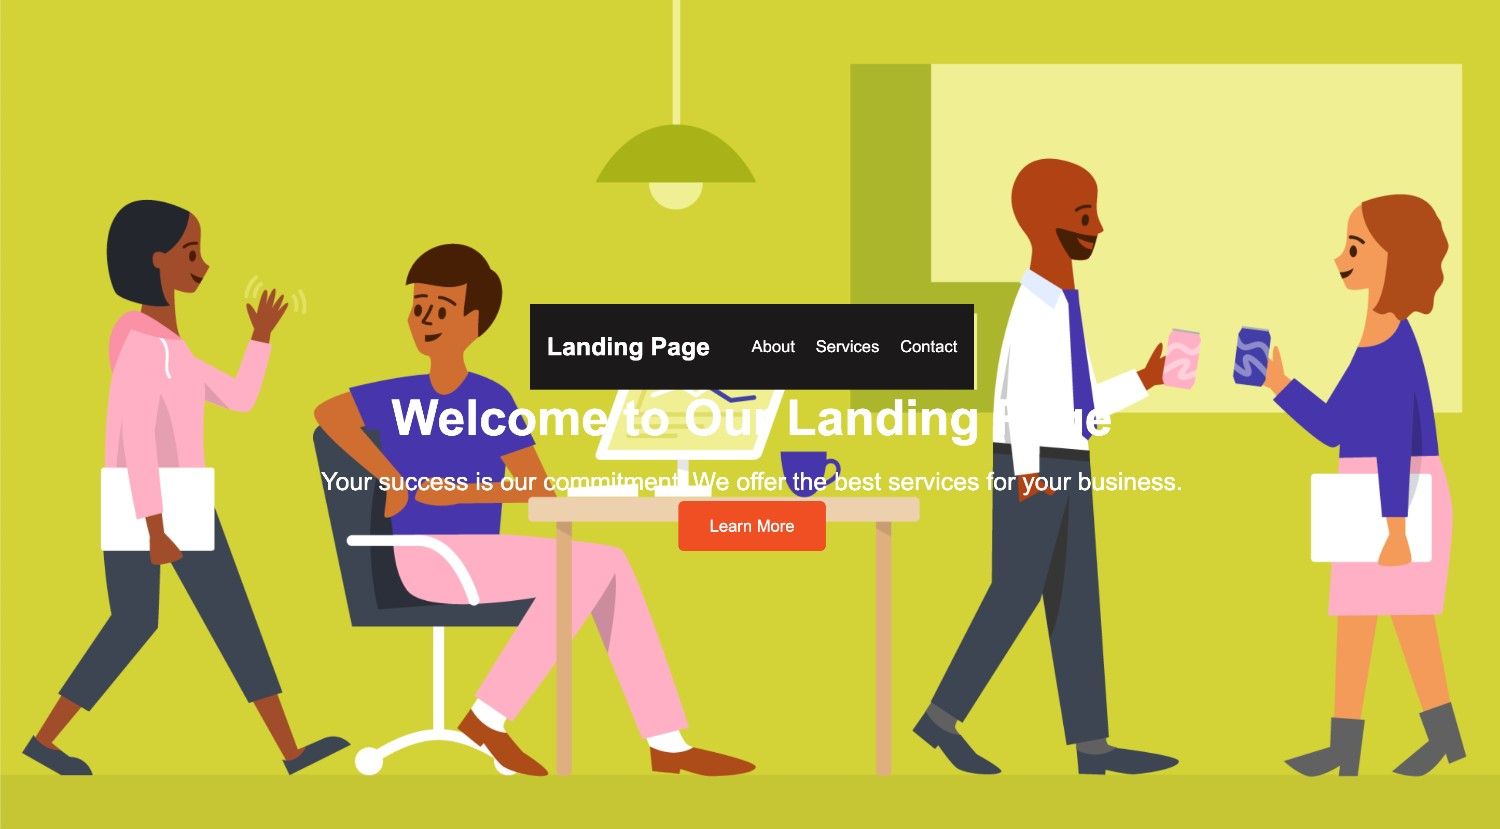 Landing Page About Services Contact
Welcome to Our Landing Page
Your success is our commitment. We offer the best services for your business.
Learn More